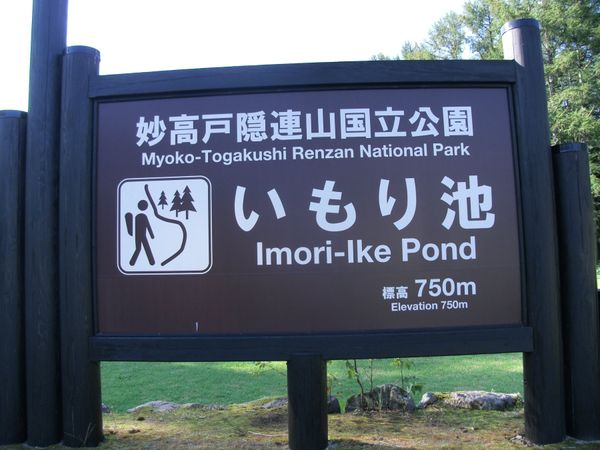 妙高戸隠連山国立公園
Myoko-Togakushi Renzan National Park
いもり池
Imori-Ike Pond
標高 750m
Elevation 750m